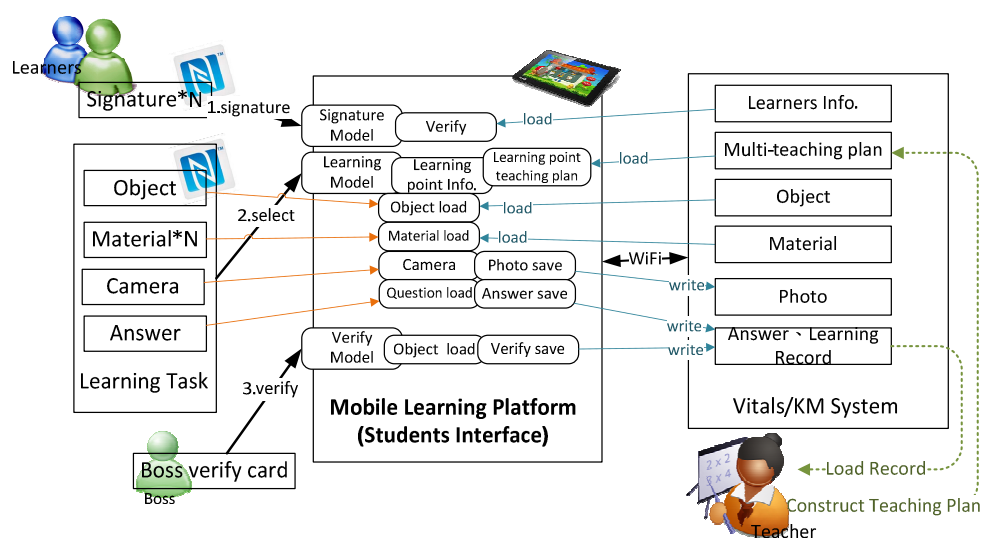 Learners
Signature*N
1.signature
Signature
Model
Verify
load
Learners Info.
Learning
Model
Learning
point Info.
Learning point
teaching plan
load
Multi-teaching plan
Object
2.select
Object load
load
Object
Material*N
Material load
load
Material
Camera
Camera
Photo save
WiFi
write
Photo
Answer
Question load
Answer save
write
Answer、Learning
Record
Learning Task
Verify
Model
Object load
Verify save
write
3.verify
Mobile Learning Platform
(Students Interface)
Vitals/KM System
Boss verify card
Boss
2 x 2
8 x 4
Load Record
Construct Teaching Plan
Teacher